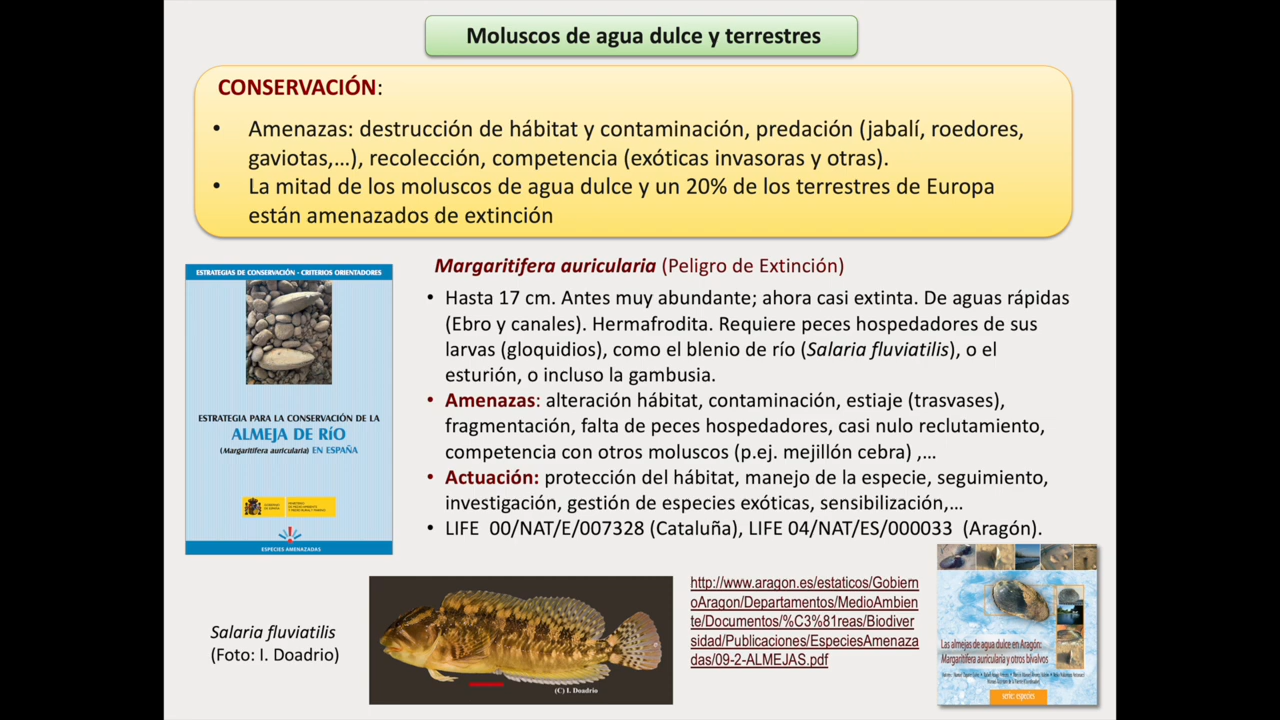 Moluscos de agua dulce y terrestres
CONSERVACIÓN:
• Amenazas: destrucción de hábitat y contaminación, predación (jabalí, roedores,
gaviotas,…), recolección, competencia (exóticas invasoras y otras).
• La mitad de los moluscos de agua dulce y un 20% de los terrestres de Europa
están amenazados de extinción
ESTRATEGIAS DE CONSERVACIÓN - CRITERIOS ORIENTADORES
ESTRATEGIA PARA LA CONSERVACIÓN DE LA
ALMEJA DE RÍO
(Margaritifera auricularia) EN ESPAÑA
ESPECIES AMENAZADAS
Margaritifera auricularia (Peligro de Extinción)
• Hasta 17 cm. Antes muy abundante; ahora casi extinta. De aguas rápidas
(Ebro y canales). Hermafrodita. Requiere peces hospedadores de sus
larvas (gloquidios), como el blenio de río (Salaria fluviatilis), o el
esturión, o incluso la gambusia.
• Amenazas: alteración hábitat, contaminación, estiaje (trasvases),
fragmentación, falta de peces hospedadores, casi nulo reclutamiento,
competencia con otros moluscos (p.ej. mejillón cebra) ,…
• Actuación: protección del hábitat, manejo de la especie, seguimiento,
investigación, gestión de especies exóticas, sensibilización,…
• LIFE 00/NAT/E/007328 (Cataluña), LIFE 04/NAT/ES/000033 (Aragón).
Salaria fluviatilis
(Foto: I. Doadrio)
(C) I. Doadrio
http://www.aragon.es/estaticos/Gobiern
oAragon/Departamentos/MedioAmbien
te/Documentos/%C3%81reas/Biodiver
sidad/Publicaciones/EspeciesAmenaza
das/09-2-ALMEJAS.pdf
Las almejas de agua dulce en Aragón:
Margaritifera auricularia y otros bivalvos
serie: especies